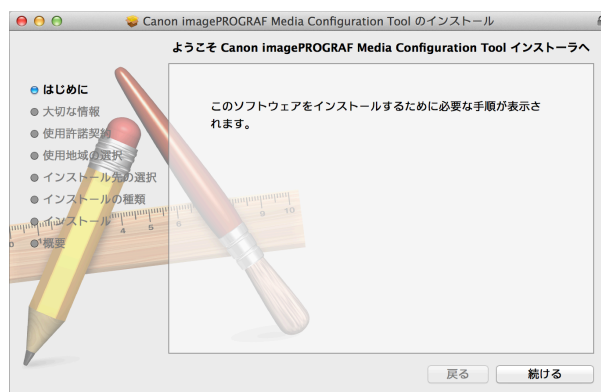 Canon imagePROGRAF Media Configuration Tool のインストール
ようこそ Canon imagePROGRAF Media Configuration Tool インストーラへ
はじめに
大切な情報
使用許諾契約
使用地域の選択
インストール先の選択
インストールの種類
インストール
概要
このソフトウェアをインストールするために必要な手順が表示さ
れます。
4 5 6 9 10
戻る
続ける